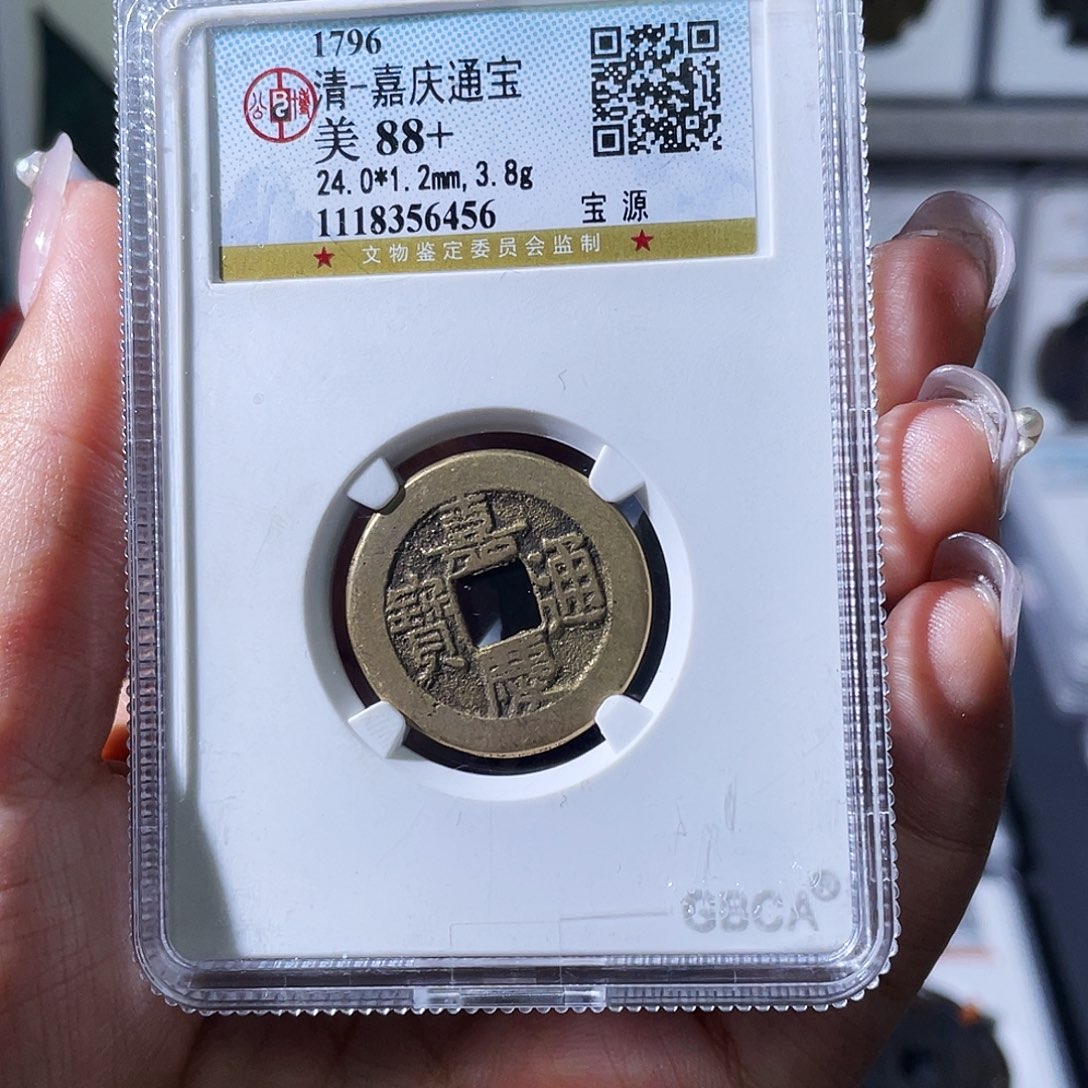 1796
清-嘉庆通宝
美 88+
24.0*1.2mm,3.8g
1118356456
宝源
文物鉴定委员会监制
嘉
寶 通
慶
GBCA